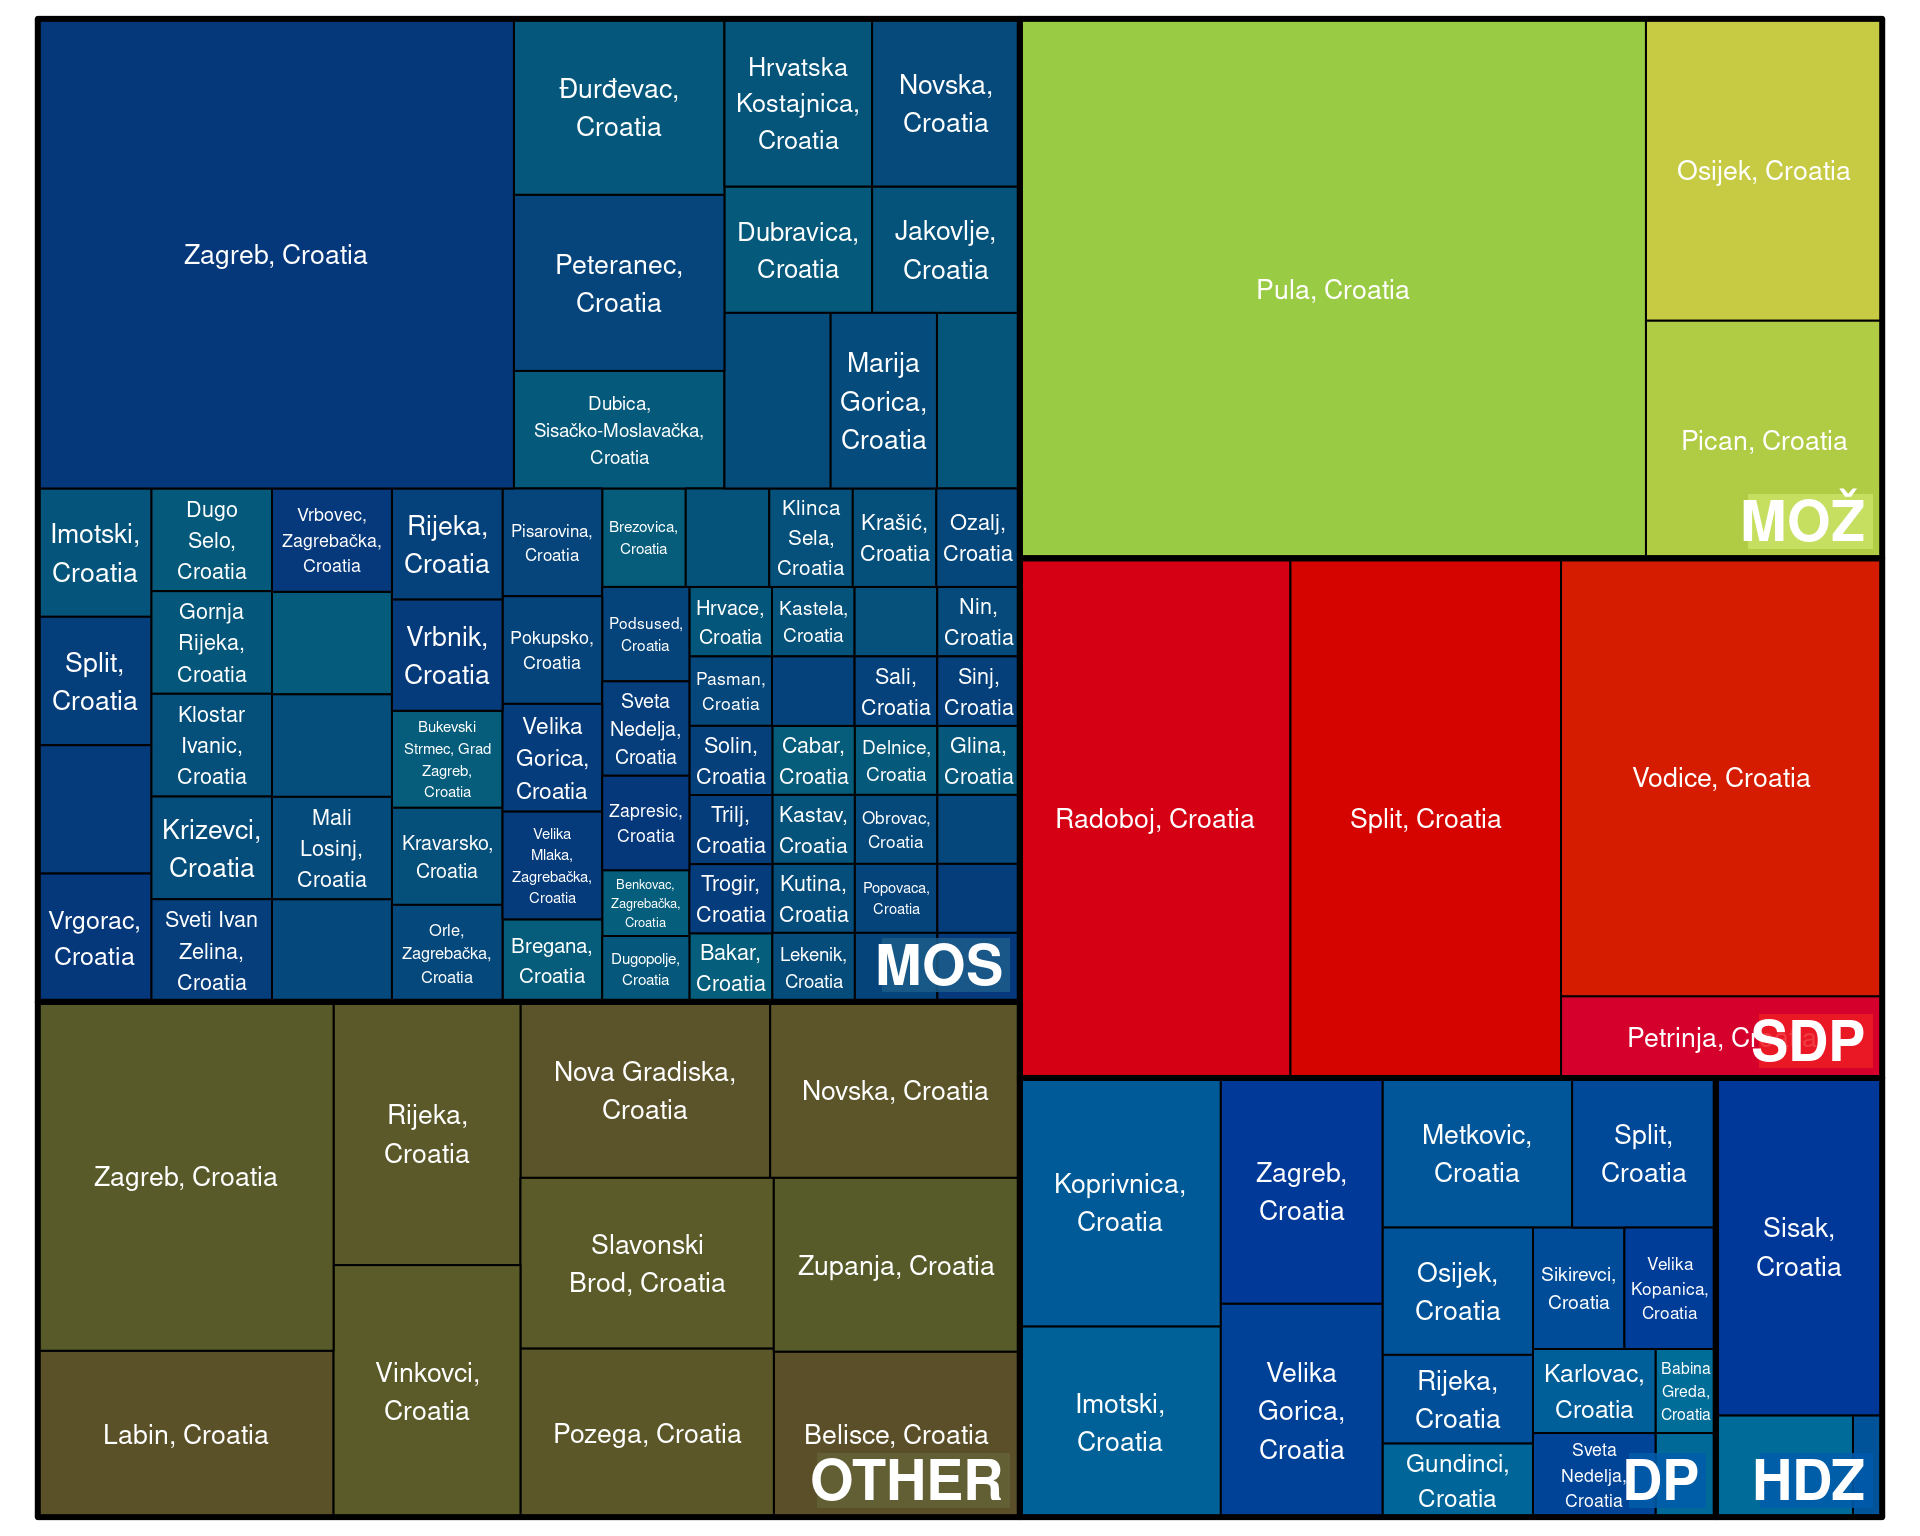 Zagreb, Croatia
Đurđevac,
Croatia
Peteranec,
Croatia
Dubica,
Sisačko-Moslavačka,
Croatia
Hrvatska
Kostajnica,
Croatia
Novska,
Croatia
Dubravica,
Croatia
Jakovlje,
Croatia
Marija
Gorica,
Croatia
Imotski,
Croatia
Split,
Croatia
Vrgorac,
Croatia
Dugo
Selo,
Croatia
Gornja
Rijeka,
Croatia
Klostar
Ivanic,
Croatia
Krizevci,
Croatia
Sveti Ivan
Zelina,
Croatia
Vrbovec,
Zagrebačka,
Croatia
Mali
Losinj,
Croatia
Rijeka,
Croatia
Vrbnik,
Croatia
Bukevski
Strmec, Grad
Zagreb,
Croatia
Kravarsko,
Croatia
Orle,
Zagrebačka,
Croatia
Pisarovina,
Croatia
Pokupsko,
Croatia
Velika
Gorica,
Croatia
Velika
Mlaka,
Zagrebačka,
Croatia
Bregana,
Croatia
Brezovica,
Croatia
Klinca
Sela,
Croatia
Krašić,
Croatia
Ozalj,
Croatia
Podsused,
Croatia
Sveta
Nedelja,
Croatia
Zapresic,
Croatia
Benkovac,
Zagrebačka,
Croatia
Dugopolje,
Croatia
Hrvace,
Croatia
Kastela,
Croatia
Nin,
Croatia
Pasman,
Croatia
Sali,
Croatia
Sinj,
Croatia
Solin,
Croatia
Cabar,
Croatia
Delnice,
Croatia
Glina,
Croatia
Trilj,
Croatia
Kastav,
Croatia
Obrovac,
Croatia
Trogir,
Croatia
Kutina,
Croatia
Popovaca,
Croatia
Bakar,
Croatia
Lekenik,
Croatia
MOS
Pula, Croatia
Osijek, Croatia
Pican, Croatia
MOŽ
Radoboj, Croatia
Split, Croatia
Vodice, Croatia
Petrinja, Croatia
SDP
Zagreb, Croatia
Labin, Croatia
Rijeka,
Croatia
Vinkovci,
Croatia
Nova Gradiska,
Croatia
Novska, Croatia
Slavonski
Brod, Croatia
Zupanja, Croatia
Pozega, Croatia
Belisce, Croatia
OTHER
Koprivnica,
Croatia
Imotski,
Croatia
Zagreb,
Croatia
Velika
Gorica,
Croatia
Metkovic,
Croatia
Split,
Croatia
Osijek,
Croatia
Sikirevci,
Croatia
Velika
Kopanica,
Croatia
Rijeka,
Croatia
Karlovac,
Croatia
Babina
Greda,
Croatia
Gundinci,
Croatia
Sveta
Nedelja,
Croatia
DP
Sisak,
Croatia
HDZ